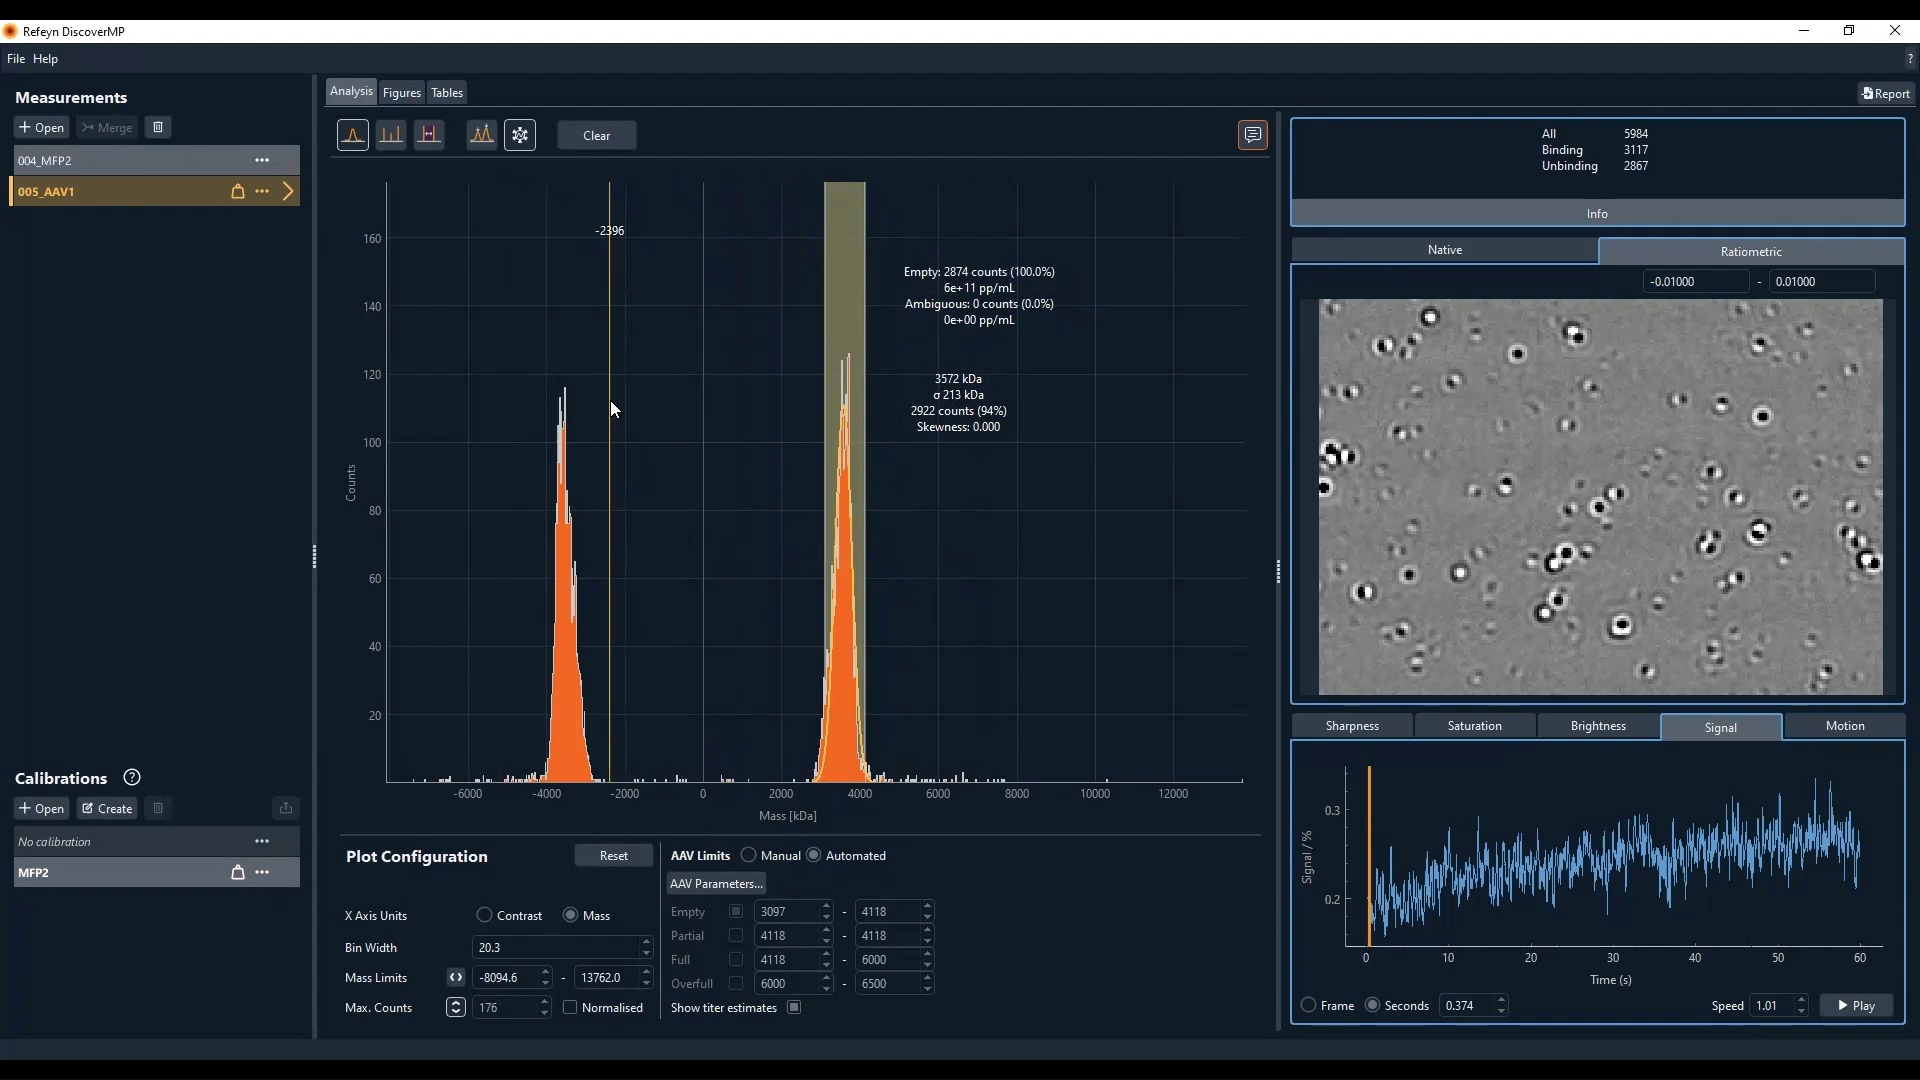 Refeyn DiscoverMP
File Help
?
Measurements
Open Merge
004_MFP2
005_AAV1
Calibrations ?
Open Create
No calibration
MFP2
Analysis Figures Tables
Report
Clear
-2396
Empty: 2874 counts (100.0%)
6e+11 pp/mL
Ambiguous: 0 counts (0.0%)
0e+00 pp/mL
3572 kDa
σ 213 kDa
2922 counts (94%)
Skewness: 0.000
160
140
120
100
80
60
40
20
Counts
-6000 -4000 -2000 0 2000 4000 6000 8000 10000 12000
Mass [kDa]
Plot Configuration Reset
X Axis Units Contrast Mass
Bin Width 20.3
Mass Limits -8094.6 - 13762.0
Max. Counts 176 Normalised
AAV Limits Manual Automated
AAV Parameters...
Empty 3097 - 4118
Partial 4118 - 4118
Full 4118 - 6000
Overfull 6000 - 6500
Show titer estimates
All 5984
Binding 3117
Unbinding 2867
Info
Native Ratiometric
-0.01000 - 0.01000
Sharpness Saturation Brightness Signal Motion
0.3
0.2
Signal / %
0 10 20 30 40 50 60
Time (s)
Frame Seconds 0.374 Speed 1.01 Play